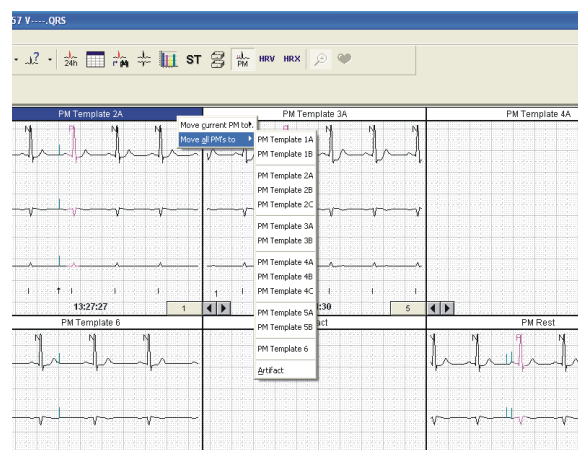 57 V----.QRS
24h PM ST HRV HRX
PM Template 2A PM Template 3A PM Template 4A
Move current PM to
Move all PM's to
PM Template 1A
PM Template 1B
PM Template 2A
PM Template 2B
PM Template 2C
PM Template 3A
PM Template 3B
PM Template 4A
PM Template 4B
PM Template 4C
PM Template 5A
PM Template 5B
PM Template 6
Artifact
N P N N N N
13:27:27 1 :30 5
PM Template 6 act PM Rest
N N N N P N